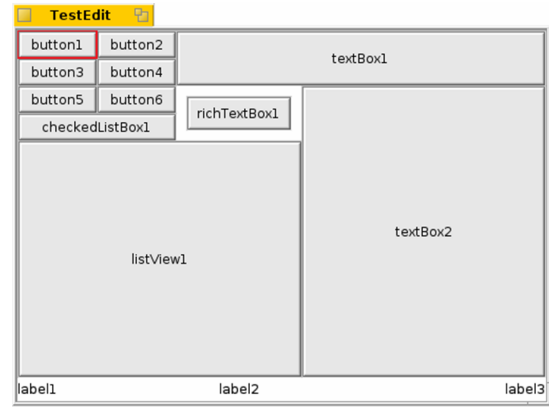 TestEdit
button1 button2
textBox1
button3 button4
button5 button6
richTextBox1
checkedListBox1
textBox2
listView1
label1 label2 label3